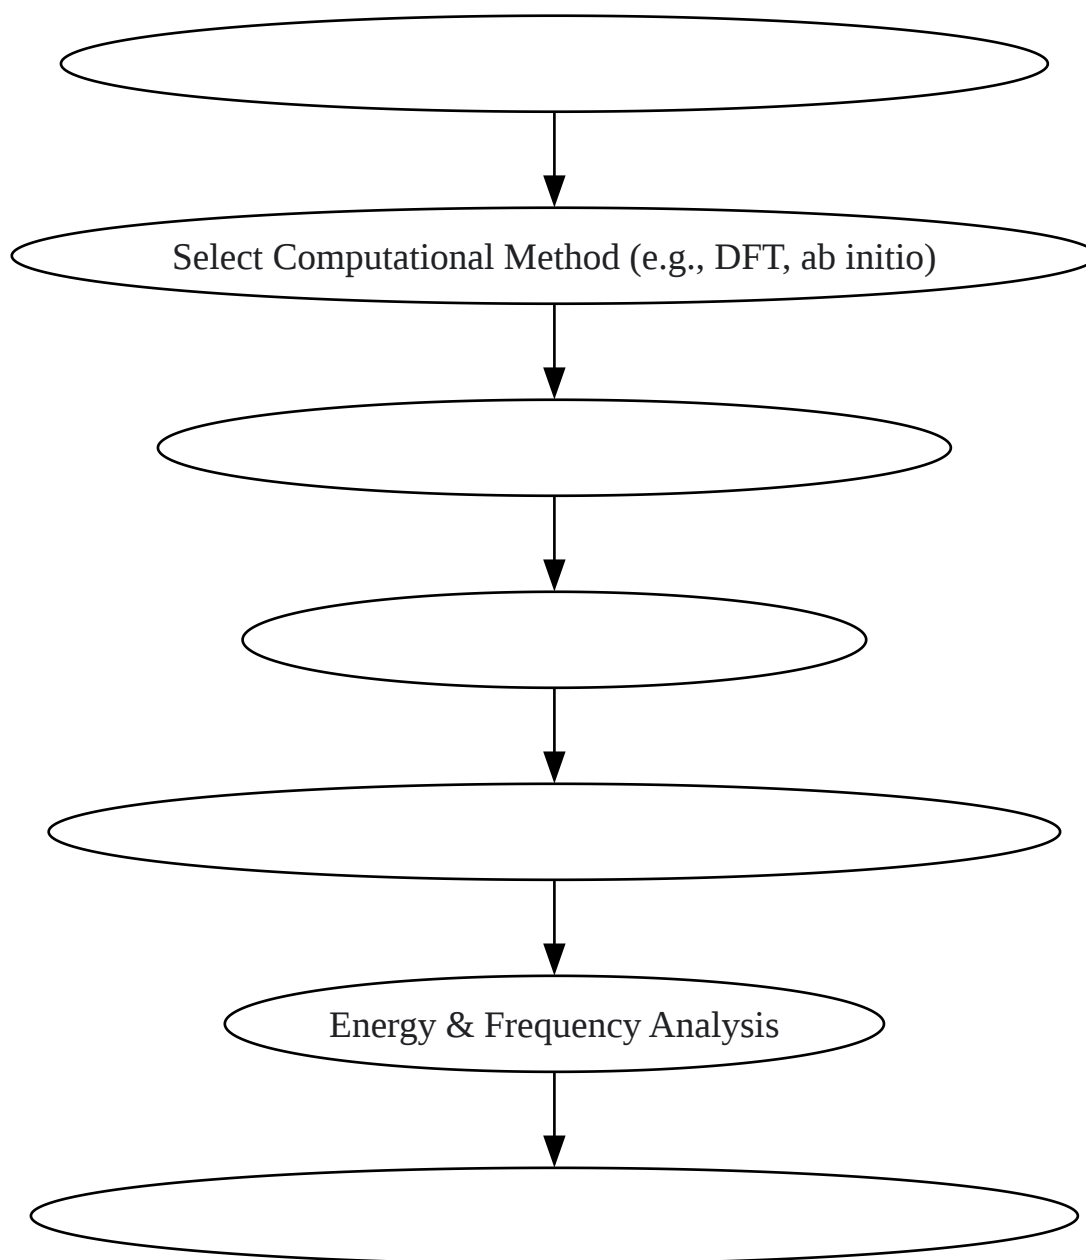 Select Computational Method (e.g., DFT, ab initio)
Energy & Frequency Analysis